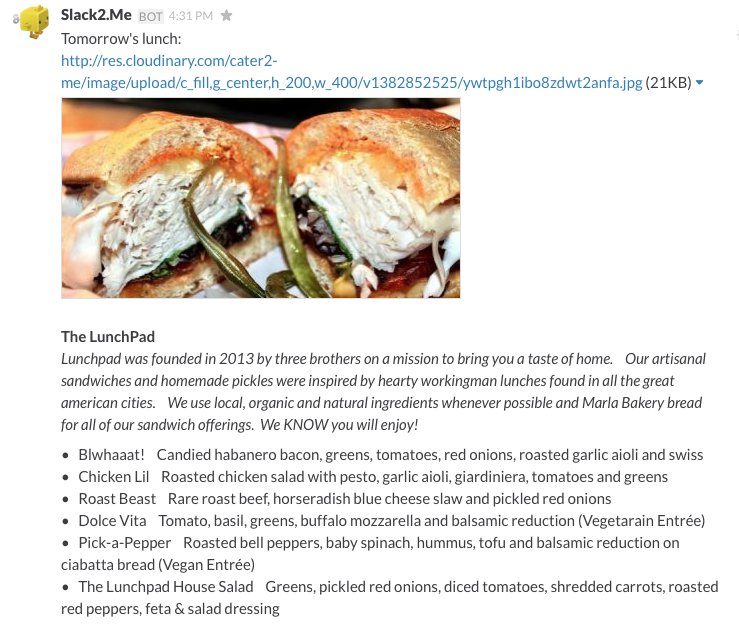 Slack2.Me BOT 4:31 PM
Tomorrow's lunch:
http://res.cloudinary.com/cater2-
me/image/upload/c_fill,g_center,h_200,w_400/v1382852525/ywtpgh1ibo8zdwt2anfa.jpg (21KB)
The LunchPad
Lunchpad was founded in 2013 by three brothers on a mission to bring you a taste of home. Our artisanal
sandwiches and homemade pickles were inspired by hearty workingman lunches found in all the great
american cities. We use local, organic and natural ingredients whenever possible and Marla Bakery bread
for all of our sandwich offerings. We KNOW you will enjoy!
• Blwhaaat! Candied habanero bacon, greens, tomatoes, red onions, roasted garlic aioli and swiss
• Chicken Lil Roasted chicken salad with pesto, garlic aioli, giardiniera, tomatoes and greens
• Roast Beast Rare roast beef, horseradish blue cheese slaw and pickled red onions
• Dolce Vita Tomato, basil, greens, buffalo mozzarella and balsamic reduction (Vegetarain Entrée)
• Pick-a-Pepper Roasted bell peppers, baby spinach, hummus, tofu and balsamic reduction on
ciabatta bread (Vegan Entrée)
• The Lunchpad House Salad Greens, pickled red onions, diced tomatoes, shredded carrots, roasted
red peppers, feta & salad dressing